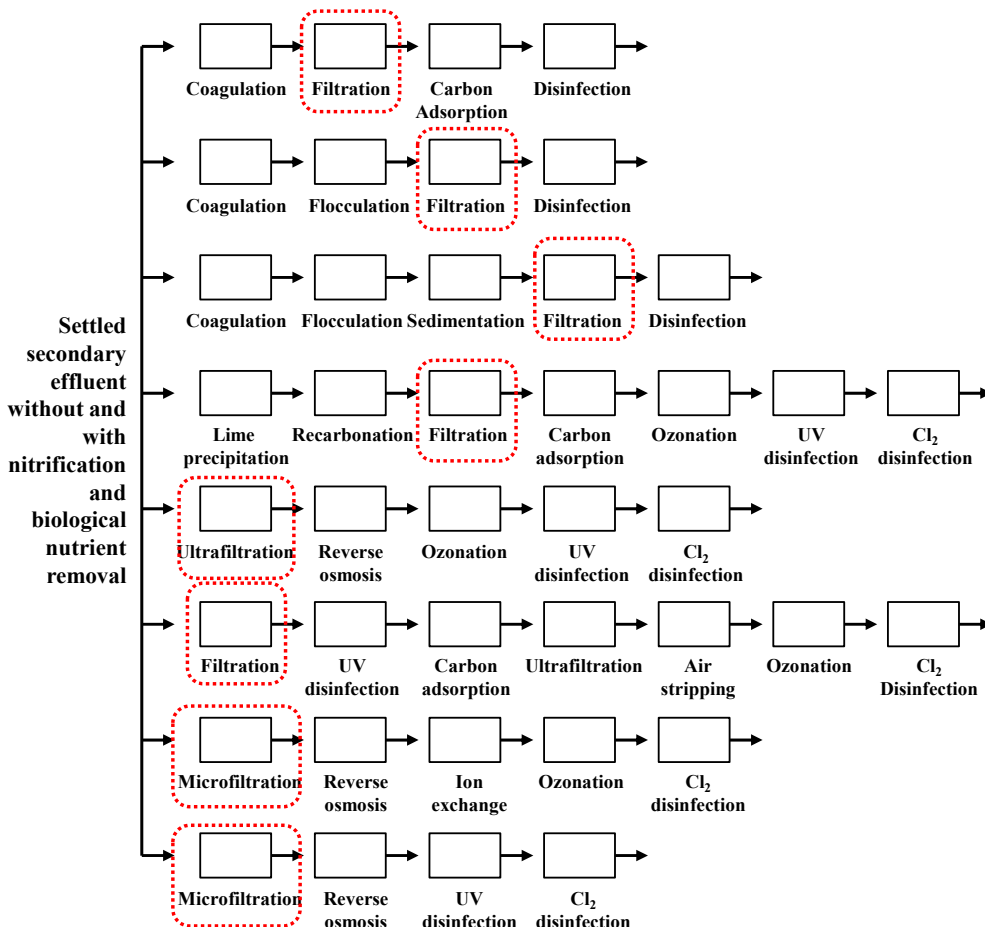 Coagulation
Filtration
Carbon
Adsorption
Disinfection
Coagulation
Flocculation
Filtration
Disinfection
Coagulation
Flocculation
Sedimentation
Filtration
Disinfection
Settled
secondary
effluent
without and
with
nitrification
and
biological
nutrient
removal
Lime
precipitation
Recarbonation
Filtration
Carbon
adsorption
Ozonation
UV
disinfection
Cl₂
disinfection
Ultrafiltration
Reverse
osmosis
Ozonation
UV
disinfection
Cl₂
disinfection
Filtration
UV
disinfection
Carbon
adsorption
Ultrafiltration
Air
stripping
Ozonation
Cl₂
Disinfection
Microfiltration
Reverse
osmosis
Ion
exchange
Ozonation
Cl₂
disinfection
Microfiltration
Reverse
osmosis
UV
disinfection
Cl₂
disinfection